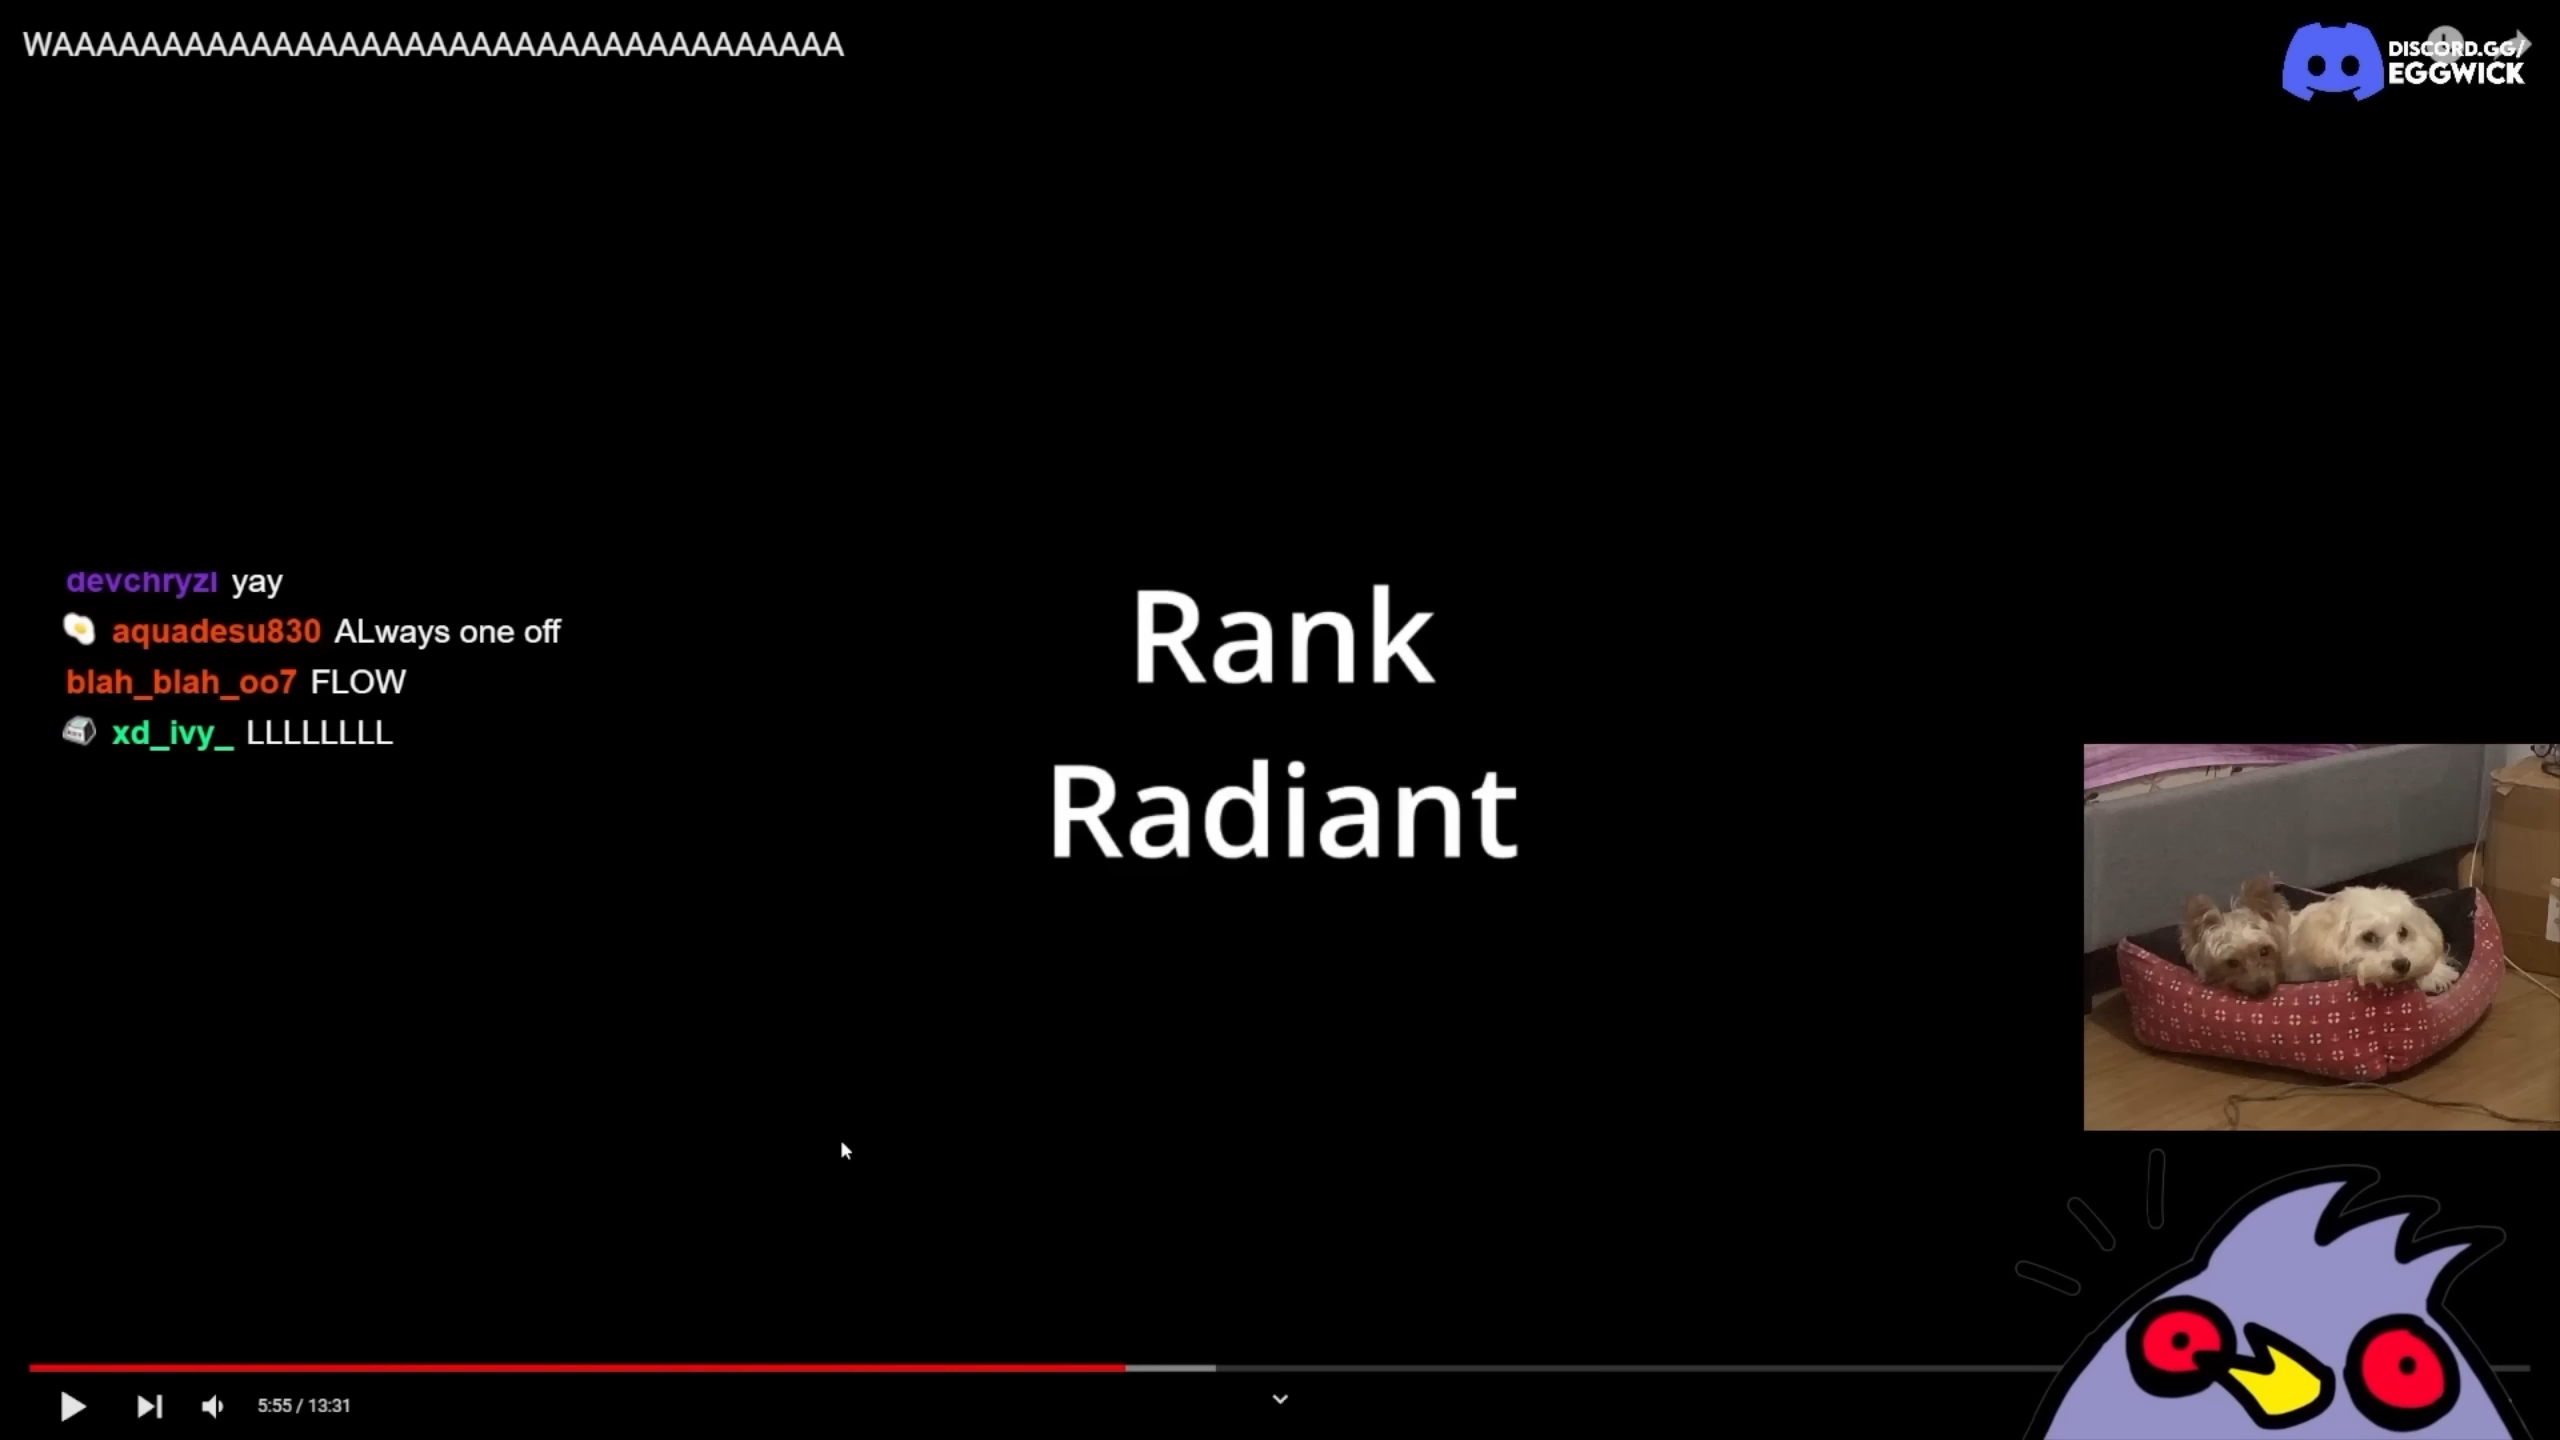 WAAAAAAAAAAAAAAAAAAAAAAAAAAAAAAAAAAAA
DISCORD.GG/
EGGWICK
devchryzl yay
aquadesu830 ALways one off
blah_blah_oo7 FLOW
xd_ivy_ LLLLLLLL
Rank
Radiant
5:55 / 13:31